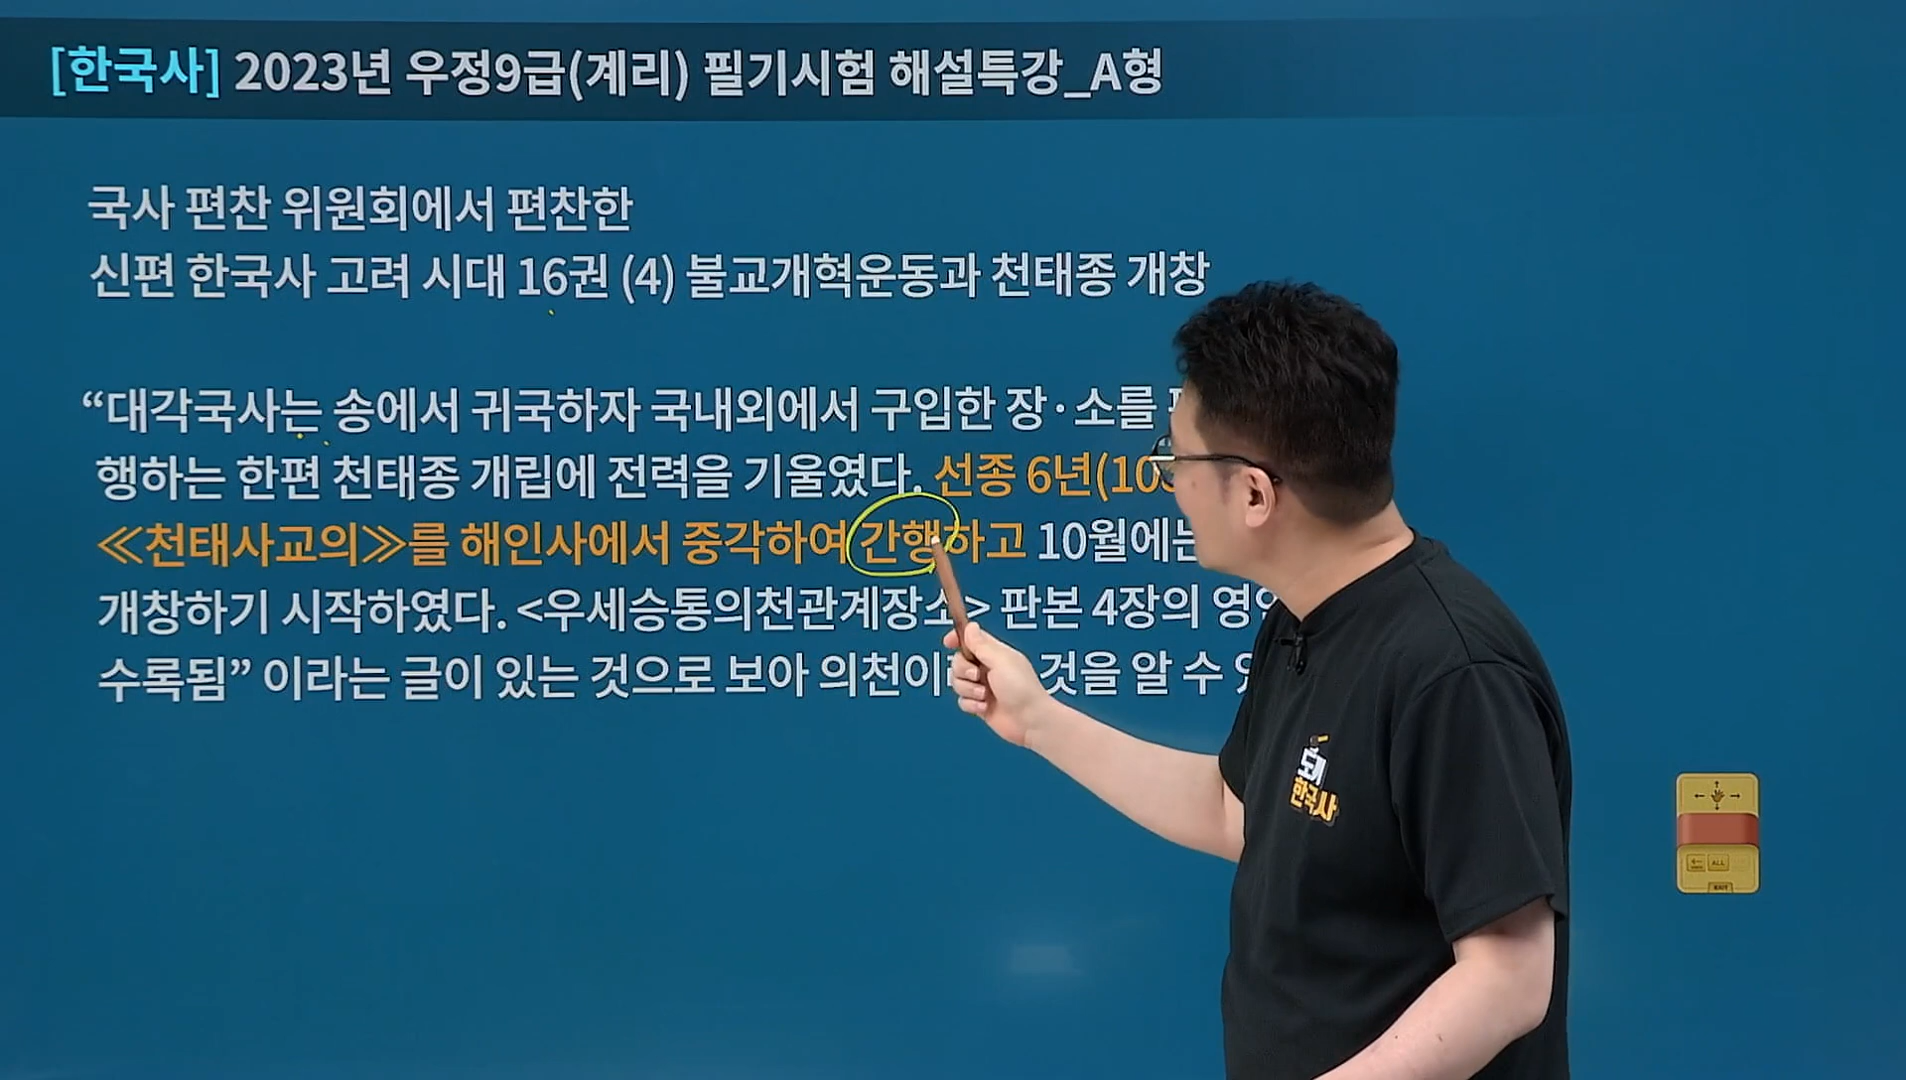 [한국사] 2023년 우정9급(계리) 필기시험 해설특강_A형
국사 편찬 위원회에서 편찬한
신편 한국사 고려 시대 16권 (4) 불교개혁운동과 천태종 개창
“대각국사는 송에서 귀국하자 국내외에서 구입한 장·소를
행하는 한편 천태종 개립에 전력을 기울였다. 선종 6년(10
≪천태사교의≫를 해인사에서 중각하여 간행하고 10월에는
개창하기 시작하였다. <우세승통의천관계장소> 판본 4장의
수록됨” 이라는 글이 있는 것으로 보아 것을 알 수
한국사
ALL
EXIT